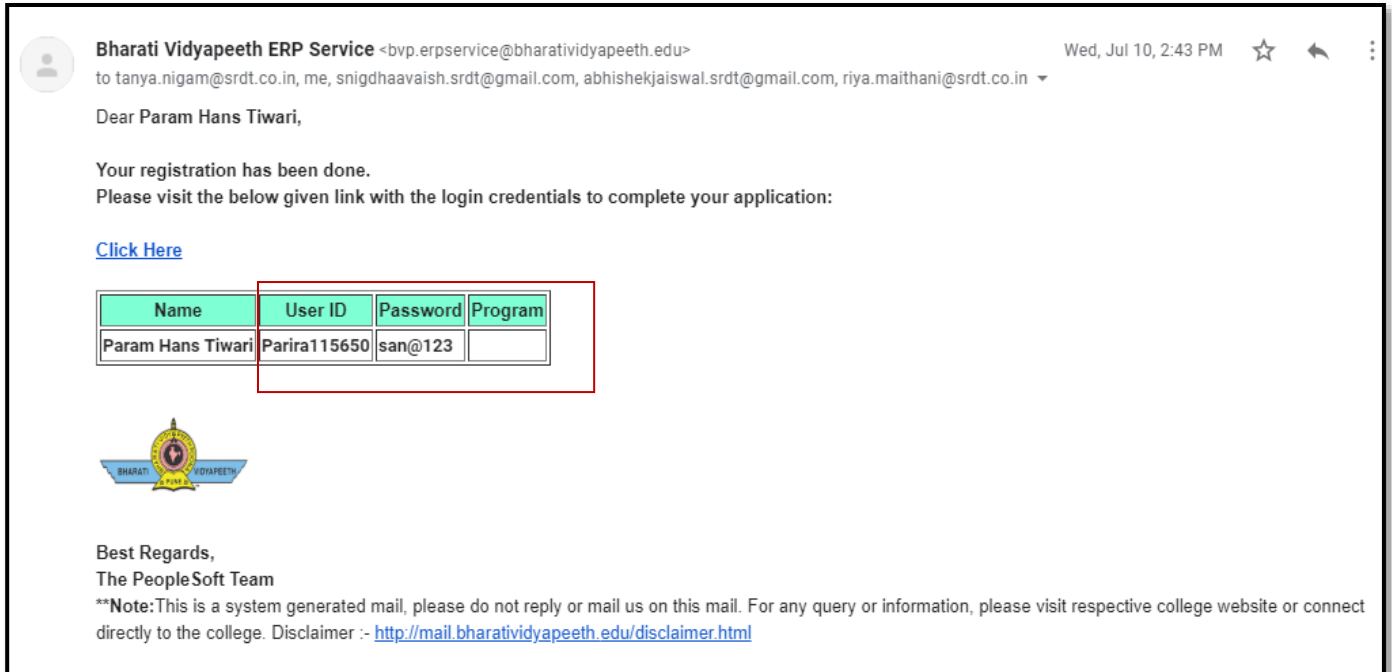 Bharati Vidyapeeth ERP Service <bvp.erpservice@bharatividyapeeth.edu> Wed, Jul 10, 2:43 PM
to tanya.nigam@srdt.co.in, me, snigdhaavaish.srdt@gmail.com, abhishekjaiswal.srdt@gmail.com, riya.maithani@srdt.co.in
Dear Param Hans Tiwari,
Your registration has been done.
Please visit the below given link with the login credentials to complete your application:
Click Here
Name User ID Password Program
Param Hans Tiwari Parira115650 san@123
BHARATI VIDYAPEETH
PUNE
Best Regards,
The PeopleSoft Team
**Note:This is a system generated mail, please do not reply or mail us on this mail. For any query or information, please visit respective college website or connect
directly to the college. Disclaimer :- http://mail.bharatividyapeeth.edu/disclaimer.html